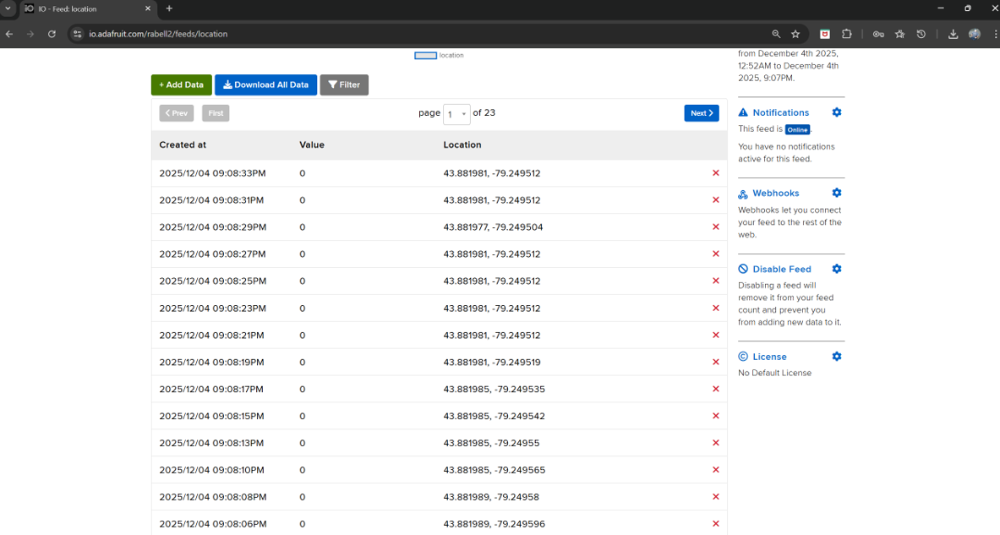 IO - Feed: location
io.adafruit.com/rabell2/feeds/location
location
+ Add Data
Download All Data
Filter
Prev
First
page 1 of 23
Next
Created at Value Location
2025/12/04 09:08:33PM 0 43.881981, -79.249512
2025/12/04 09:08:31PM 0 43.881981, -79.249512
2025/12/04 09:08:29PM 0 43.881977, -79.249504
2025/12/04 09:08:27PM 0 43.881981, -79.249512
2025/12/04 09:08:25PM 0 43.881981, -79.249512
2025/12/04 09:08:23PM 0 43.881981, -79.249512
2025/12/04 09:08:21PM 0 43.881981, -79.249512
2025/12/04 09:08:19PM 0 43.881981, -79.249519
2025/12/04 09:08:17PM 0 43.881985, -79.249535
2025/12/04 09:08:15PM 0 43.881985, -79.249542
2025/12/04 09:08:13PM 0 43.881985, -79.24955
2025/12/04 09:08:10PM 0 43.881985, -79.249565
2025/12/04 09:08:08PM 0 43.881989, -79.24958
2025/12/04 09:08:06PM 0 43.881989, -79.249596
from December 4th 2025,
12:52AM to December 4th
2025, 9:07PM.
Notifications
This feed is Online.
You have no notifications
active for this feed.
Webhooks
Webhooks let you connect
your feed to the rest of the
web.
Disable Feed
Disabling a feed will
remove it from your feed
count and prevent you
from adding new data to it.
License
No Default License